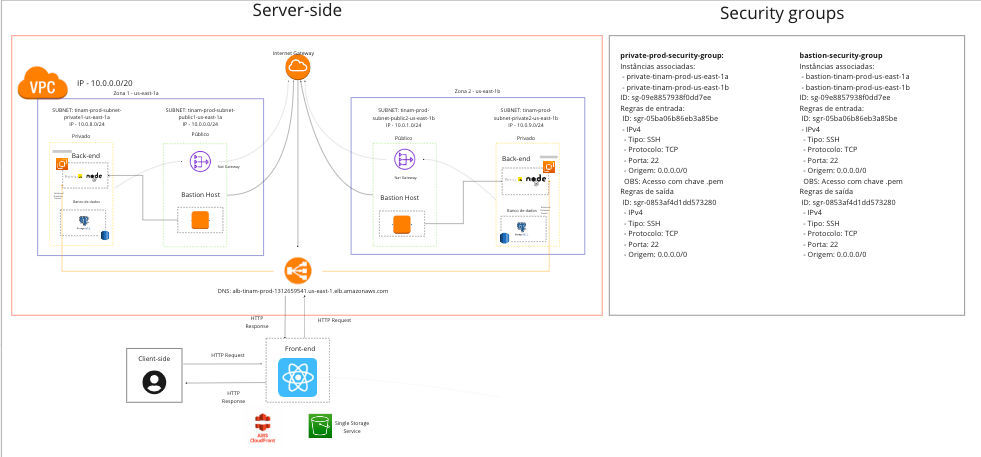 Server-side
Security groups
Internet Gateway
VPC
IP - 10.0.0.0/20
Zona 1 - us-east-1a
SUBNET: tinam-prod-subnet-
private1-us-east-1a
IP - 10.0.8.0/24
Privado
Back-end
node
Banco de dados
SUBNET: tinam-prod-subnet-
public1-us-east-1a
IP - 10.0.0.0/24
Público
Nat Gateway
Bastion Host
Zona 2 - us-east-1b
SUBNET: tinam-prod-
subnet-public2-us-east-1b
IP - 10.0.1.0/24
Público
Nat Gateway
Bastion Host
SUBNET: tinam-prod-
subnet-private2-us-east-1b
IP - 10.0.9.0/24
Privado
Back-end
node
Banco de dados
DNS: alb-tinam-prod-1312659541.us-east-1.elb.amazonaws.com
HTTP
Response
HTTP Request
Client-side
HTTP Request
HTTP
Response
Front-end
AWS
CloudFront
Single Storage
Service
private-prod-security-group:
Instâncias associadas:
- private-tinam-prod-us-east-1a
- private-tinam-prod-us-east-1b
ID: sg-09e8857938f0dd7ee
Regras de entrada:
ID: sgr-05ba06b86eb3a85be
- IPv4
- Tipo: SSH
- Protocolo: TCP
- Porta: 22
- Origem: 0.0.0.0/0
OBS: Acesso com chave .pem
Regras de saída
ID: sgr-0853af4d1dd573280
- IPv4
- Tipo: SSH
- Protocolo: TCP
- Porta: 22
- Origem: 0.0.0.0/0
bastion-security-group
Instâncias associadas:
- bastion-tinam-prod-us-east-1a
- bastion-tinam-prod-us-east-1b
ID: sg-09e8857938f0dd7ee
Regras de entrada:
ID: sgr-05ba06b86eb3a85be
- IPv4
- Tipo: SSH
- Protocolo: TCP
- Porta: 22
- Origem: 0.0.0.0/0
OBS: Acesso com chave .pem
Regras de saída
ID: sgr-0853af4d1dd573280
- IPv4
- Tipo: SSH
- Protocolo: TCP
- Porta: 22
- Origem: 0.0.0.0/0